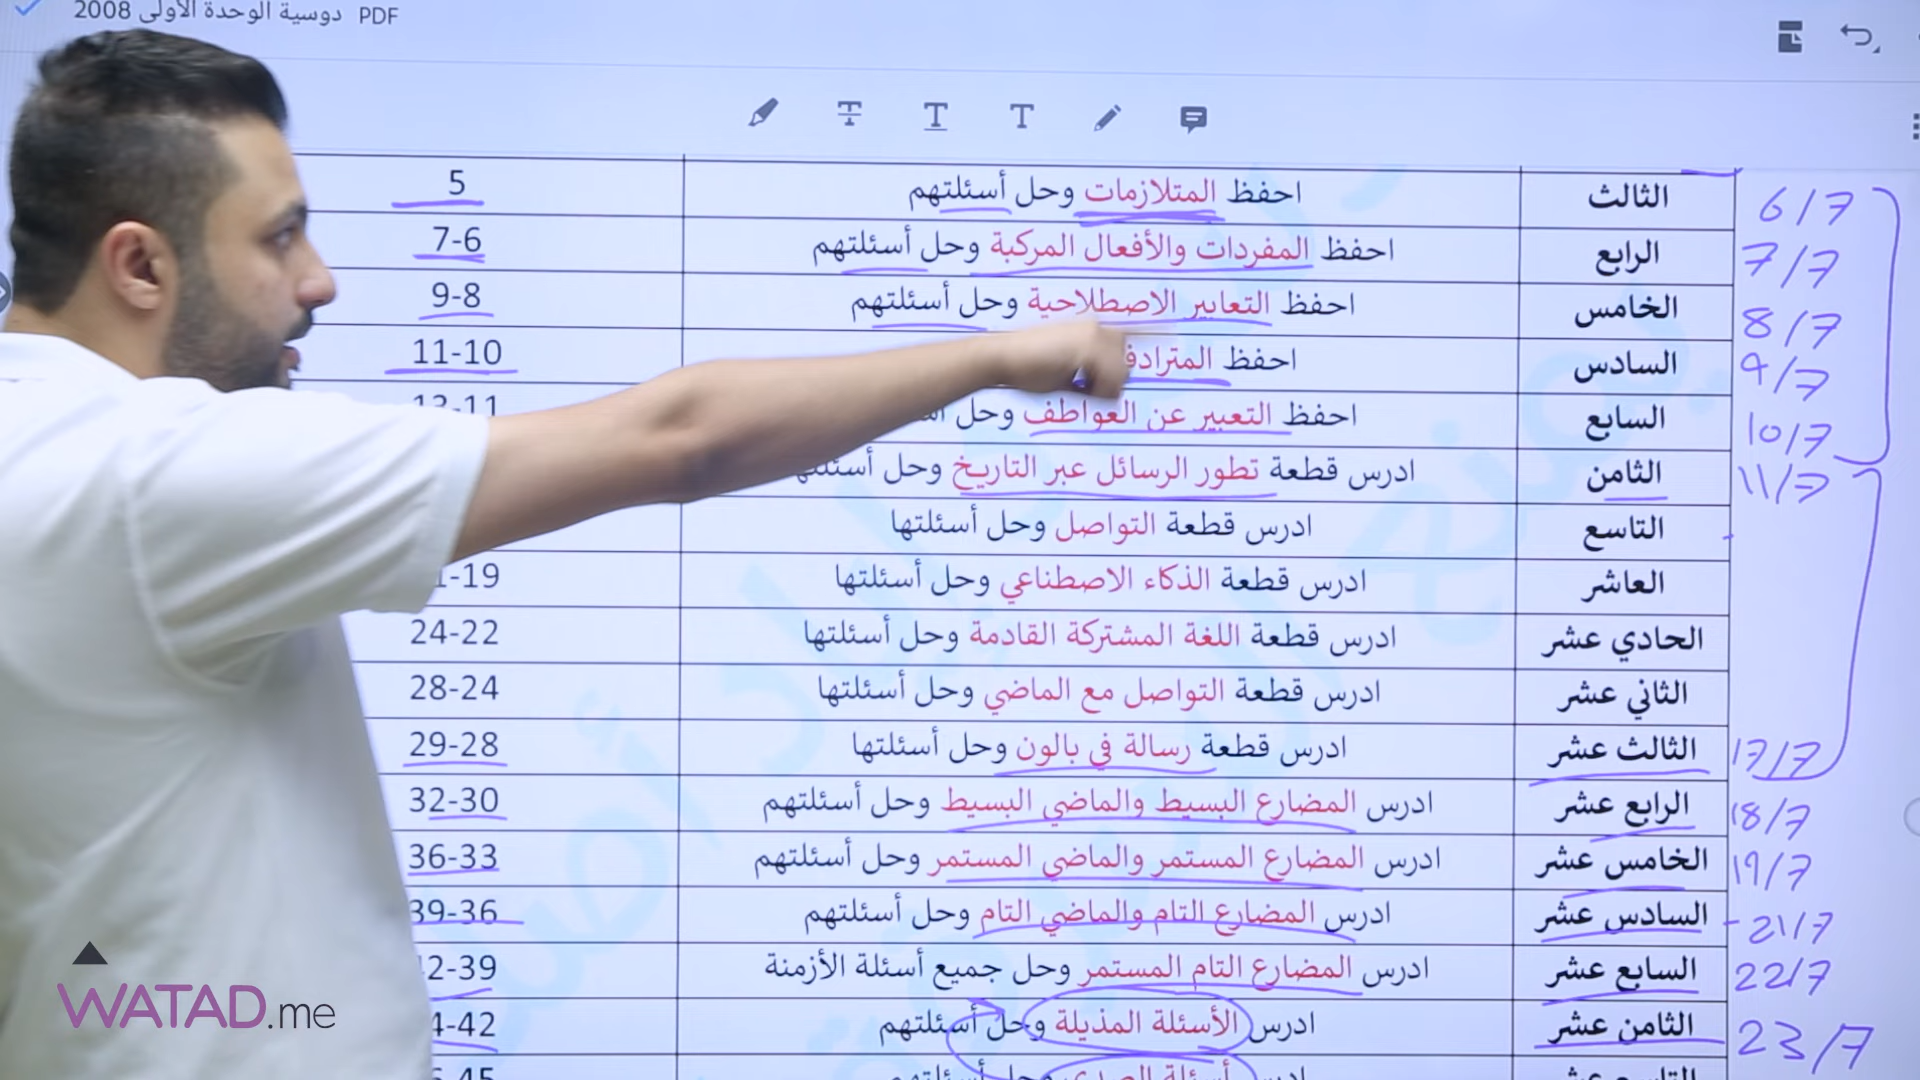 دوسية الوحدة الأولى 2008 PDF
الثالث احفظ المتلازمات وحل أسئلتهم 5 6/7
الرابع احفظ المفردات والأفعال المركبة وحل أسئلتهم 7-6 7/7
الخامس احفظ التعابير الاصطلاحية وحل أسئلتهم 9-8 8/7
السادس احفظ 11-10 9/7
السابع احفظ التعبير عن العواطف وحل 10/7
الثامن ادرس قطعة تطور الرسائل عبر التاريخ وحل 11/7
التاسع ادرس قطعة التواصل وحل أسئلتها
العاشر ادرس قطعة الذكاء الاصطناعي وحل أسئلتها
الحادي عشر ادرس قطعة اللغة المشتركة القادمة وحل أسئلتها 24-22
الثاني عشر ادرس قطعة التواصل مع الماضي وحل أسئلتها 28-24
الثالث عشر ادرس قطعة رسالة في بالون وحل أسئلتها 29-28 17/7
الرابع عشر ادرس المضارع البسيط والماضي البسيط وحل أسئلتهم 32-30 18/7
الخامس عشر ادرس المضارع المستمر والماضي المستمر وحل أسئلتهم 36-33 19/7
السادس عشر ادرس المضارع التام والماضي التام وحل أسئلتهم 39-36 21/7
السابع عشر ادرس المضارع التام المستمر وحل جميع أسئلة الأزمنة 22/7
الثامن عشر ادرس الأسئلة المذيلة وحل أسئلتهم 23/7
WATAD.me